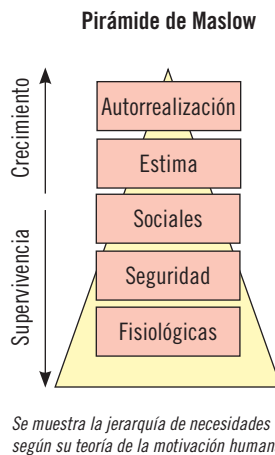 Pirámide de Maslow
Crecimiento
Autorrealización
Estima
Supervivencia
Sociales
Seguridad
Fisiológicas
Se muestra la jerarquía de necesidades
según su teoría de la motivación human